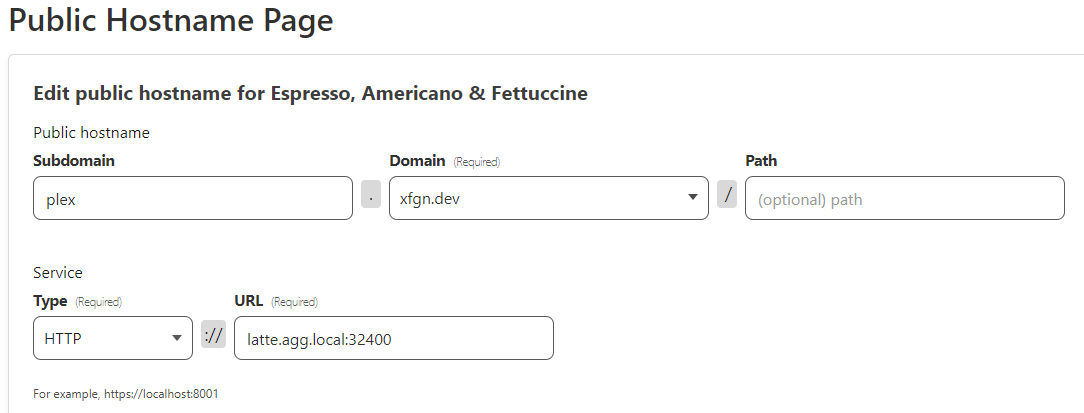 Public Hostname Page
Edit public hostname for Espresso, Americano & Fettuccine
Public hostname
Subdomain Domain (Required) Path
plex . xfgn.dev / (optional) path
Service
Type (Required) URL (Required)
HTTP :// latte.agg.local:32400
For example, https://localhost:8001